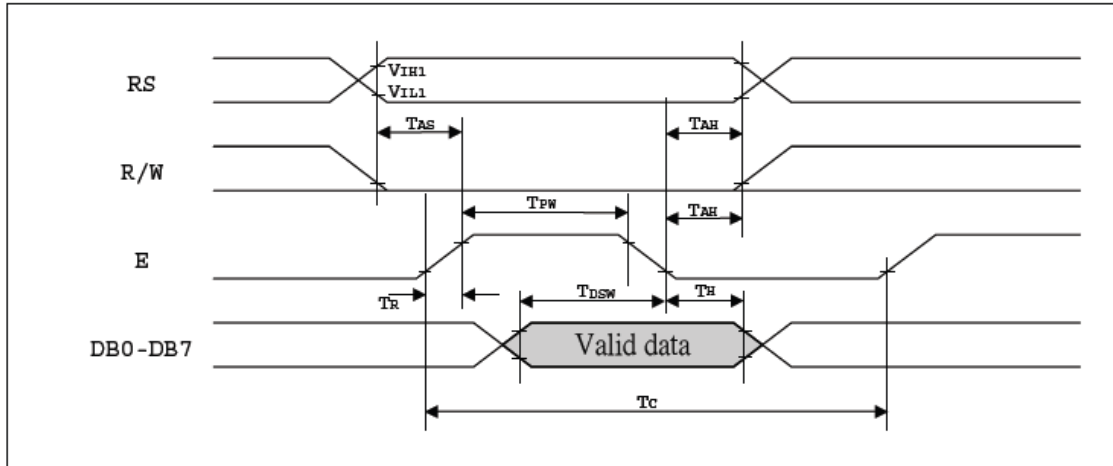 RS
VIH1
VIL1
TAS
TAH
R/W
TPW
TAH
E
TR
TDSW
TH
DB0-DB7
Valid data
TC